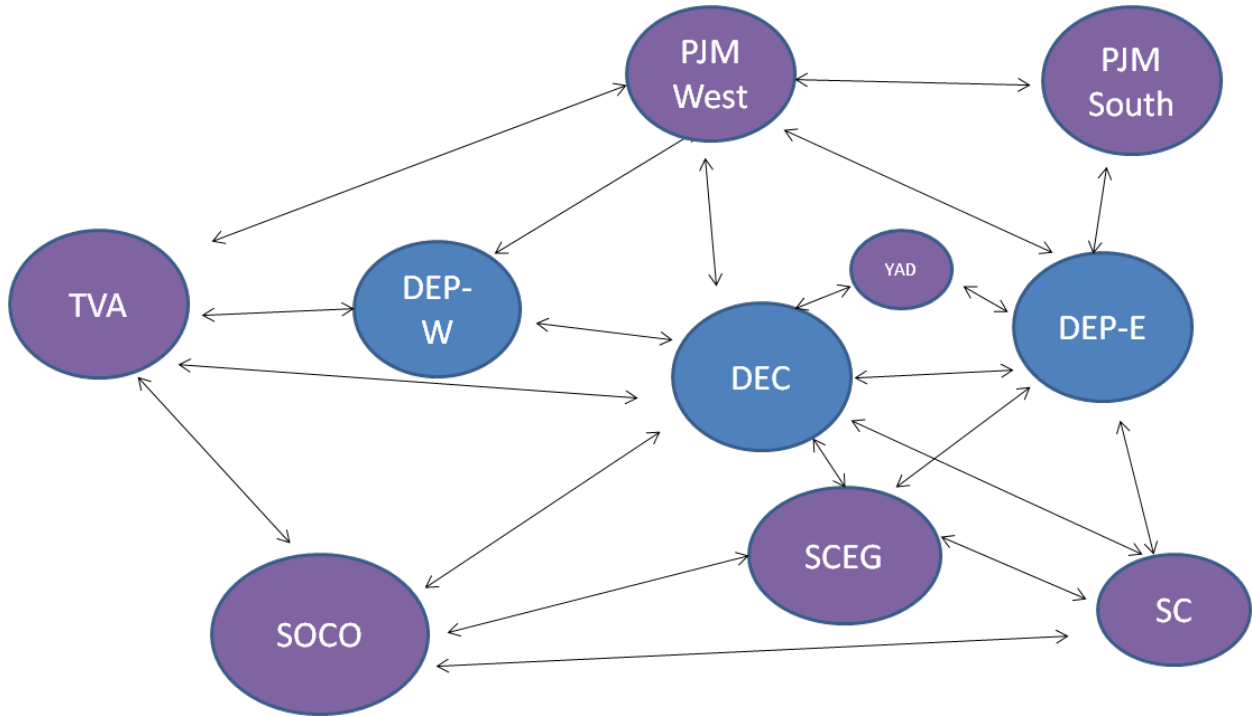 PJM
West
PJM
South
TVA
DEP-
W
YAD
DEP-E
DEC
SCEG
SC
SOCO